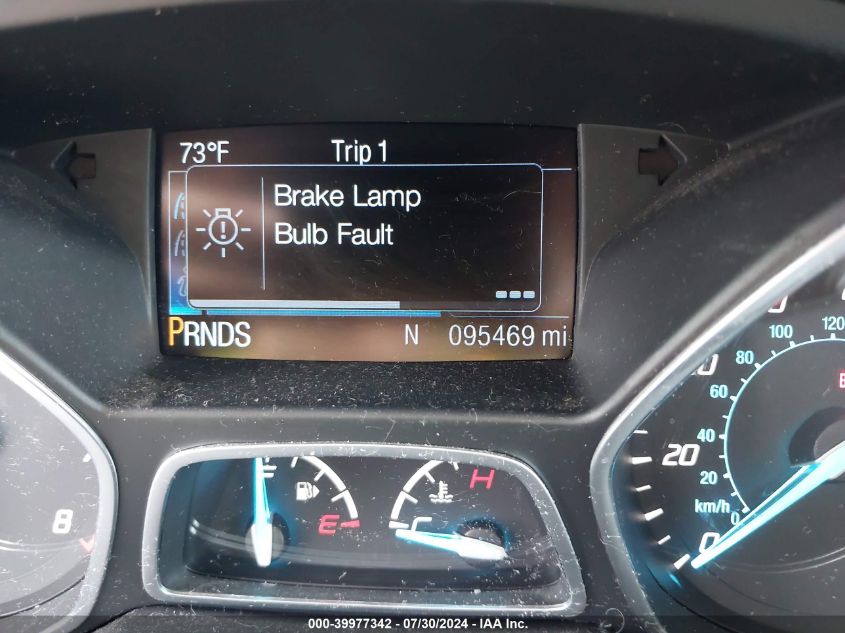 73°F Trip 1
Brake Lamp
Bulb Fault
PRNDS N 095469 mi
8
F E
C H
0 20
km/h 0 20 40 60 80 100 120
000-39977342 / 07/30/2024 - IAA Inc.